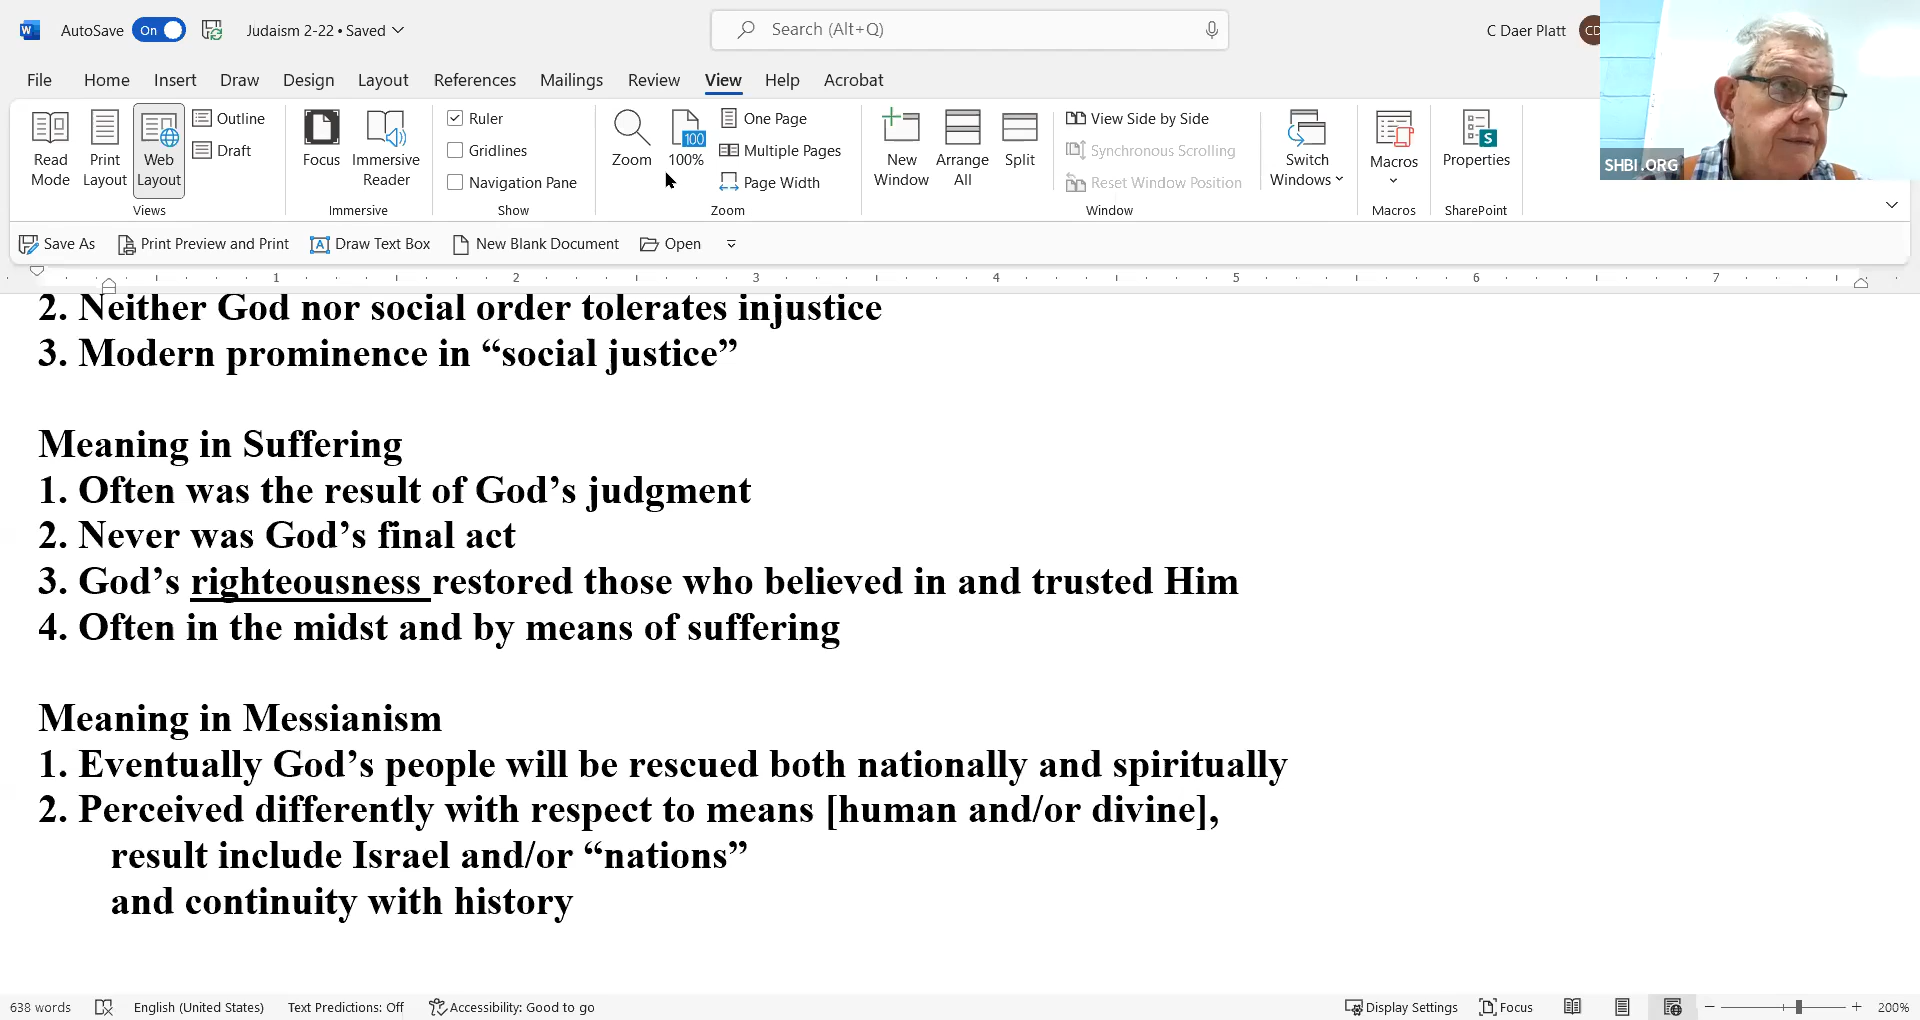 AutoSave On Judaism 2-22 • Saved Search (Alt+Q) C Daer Platt CD
File Home Insert Draw Design Layout References Mailings Review View Help Acrobat
Read Mode Print Layout Web Layout Outline Draft Views
Focus Immersive Reader Immersive
Ruler Gridlines Navigation Pane Show
Zoom 100 100% One Page Multiple Pages Page Width Zoom
New Window Arrange All Split View Side by Side Synchronous Scrolling Reset Window Position Window
Switch Windows
Macros Macros
S Properties SharePoint
SHBI.ORG
Save As Print Preview and Print A Draw Text Box New Blank Document Open
1 2 3 4 5 6 7
2. Neither God nor social order tolerates injustice
3. Modern prominence in “social justice”
Meaning in Suffering
1. Often was the result of God’s judgment
2. Never was God’s final act
3. God’s righteousness restored those who believed in and trusted Him
4. Often in the midst and by means of suffering
Meaning in Messianism
1. Eventually God’s people will be rescued both nationally and spiritually
2. Perceived differently with respect to means [human and/or divine],
result include Israel and/or “nations”
and continuity with history
638 words English (United States) Text Predictions: Off Accessibility: Good to go Display Settings Focus 200%